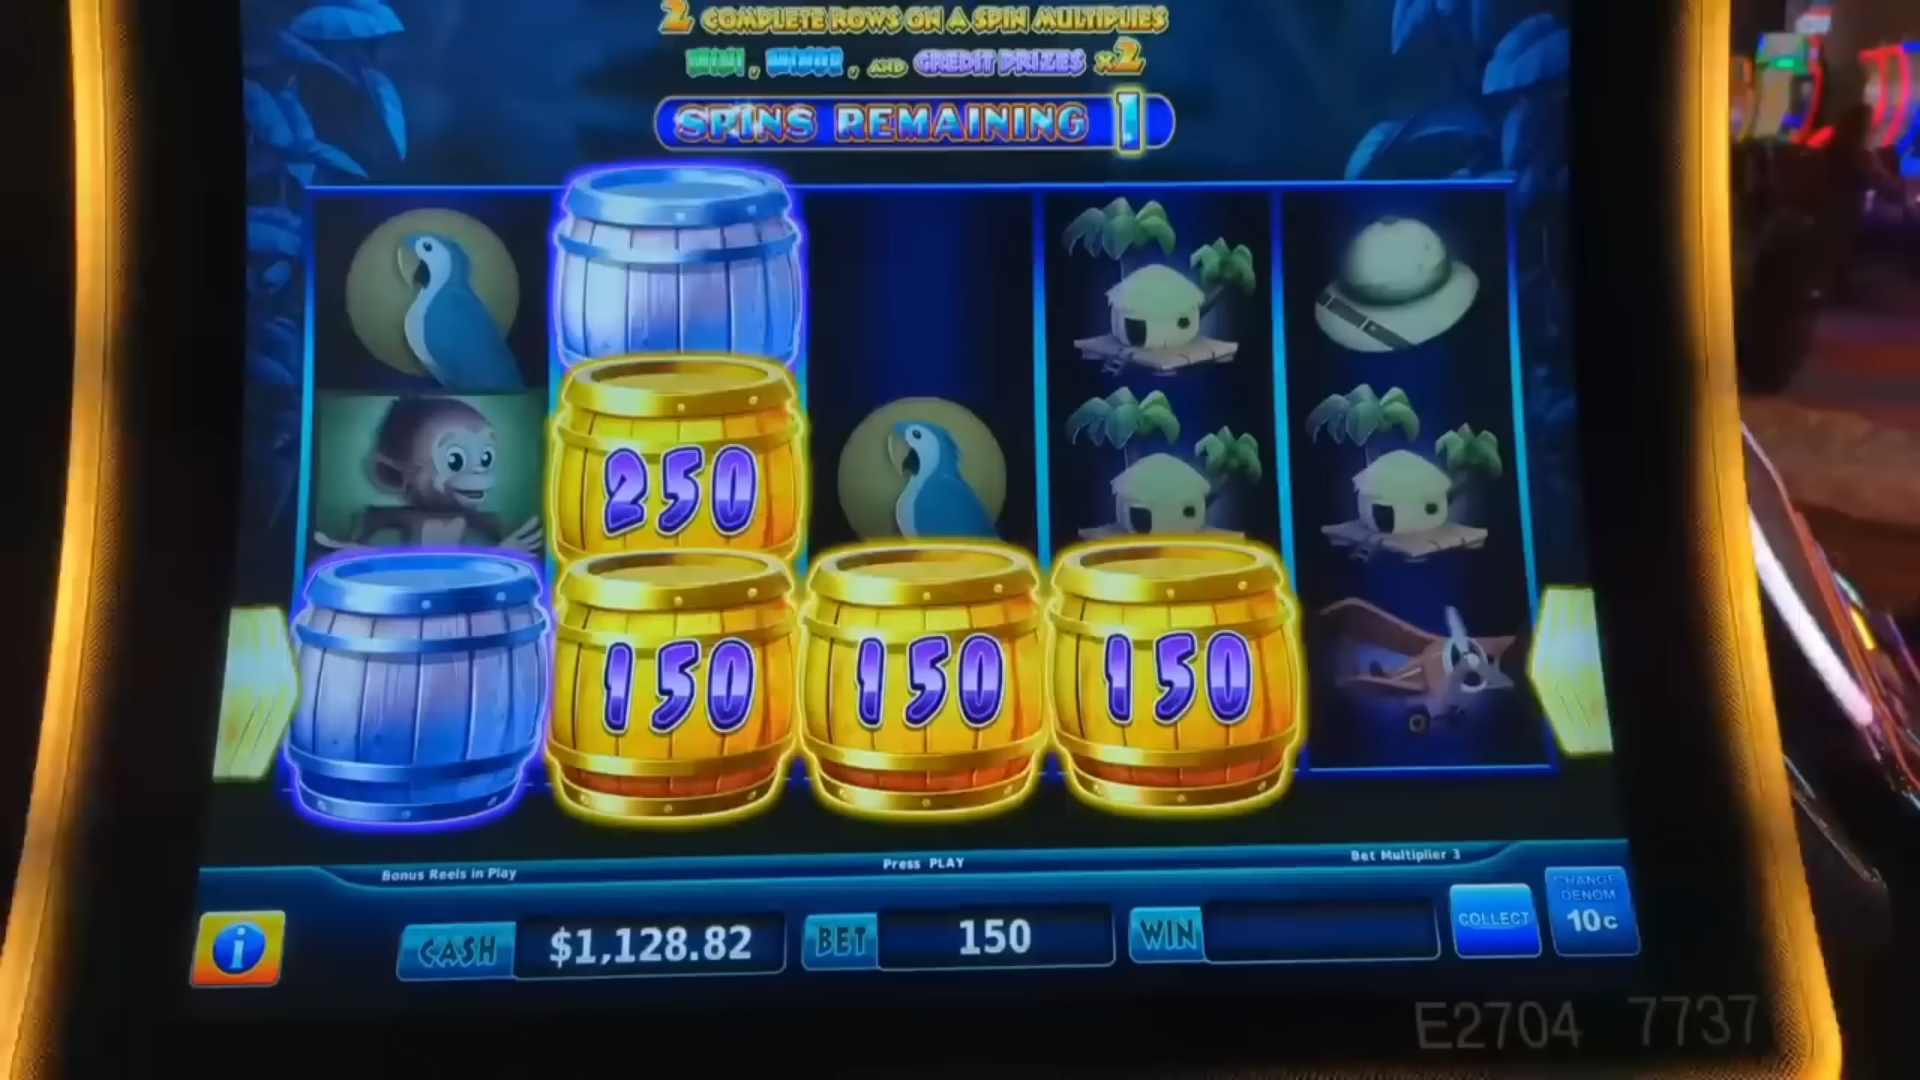 2 COMPLETE ROWS ON A SPIN MULTIPLIES
MINI, MINOR, AND CREDIT PRIZES x2
SPINS REMAINING 1
250
150 150 150
Bonus Reels in Play
Press PLAY
Bet Multiplier 3
i
CASH $1,128.82
BET 150
WIN
COLLECT
CHANGE
DENOM
10c
E2704 7737